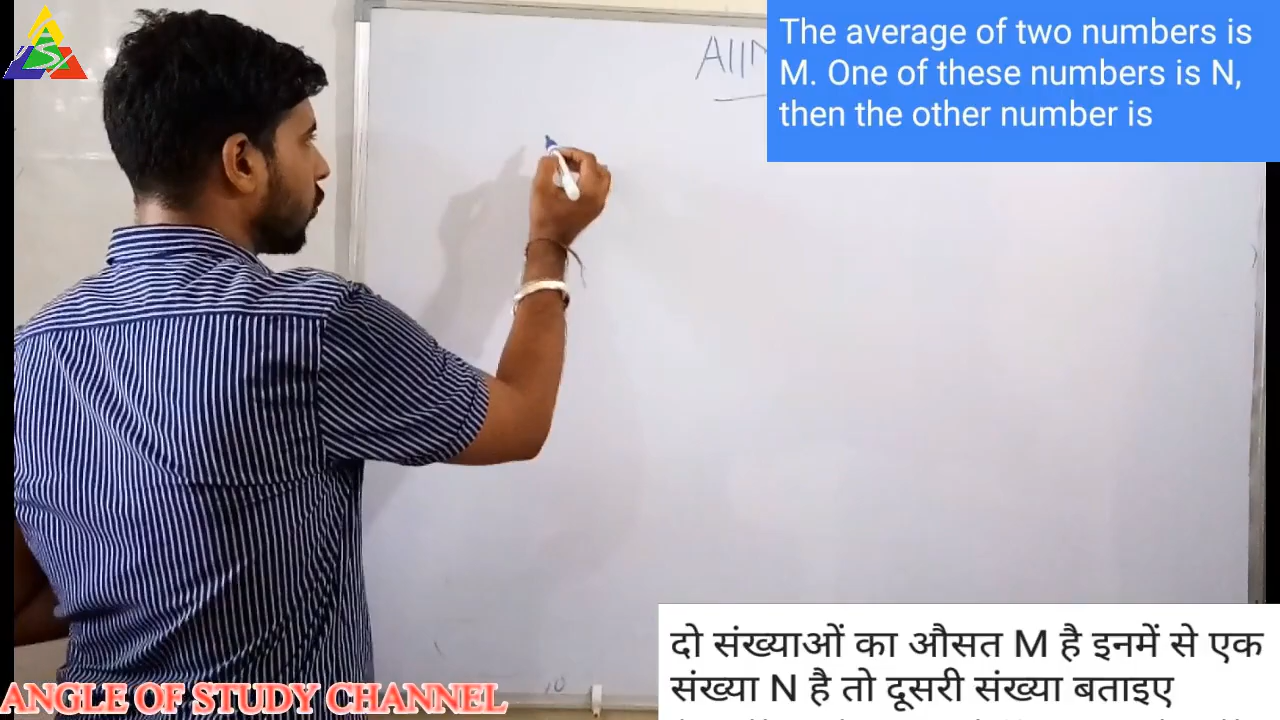 The average of two numbers is
M. One of these numbers is N,
then the other number is
दो संख्याओं का औसत M है इनमें से एक
संख्या N है तो दूसरी संख्या बताइए
ANGLE OF STUDY CHANNEL